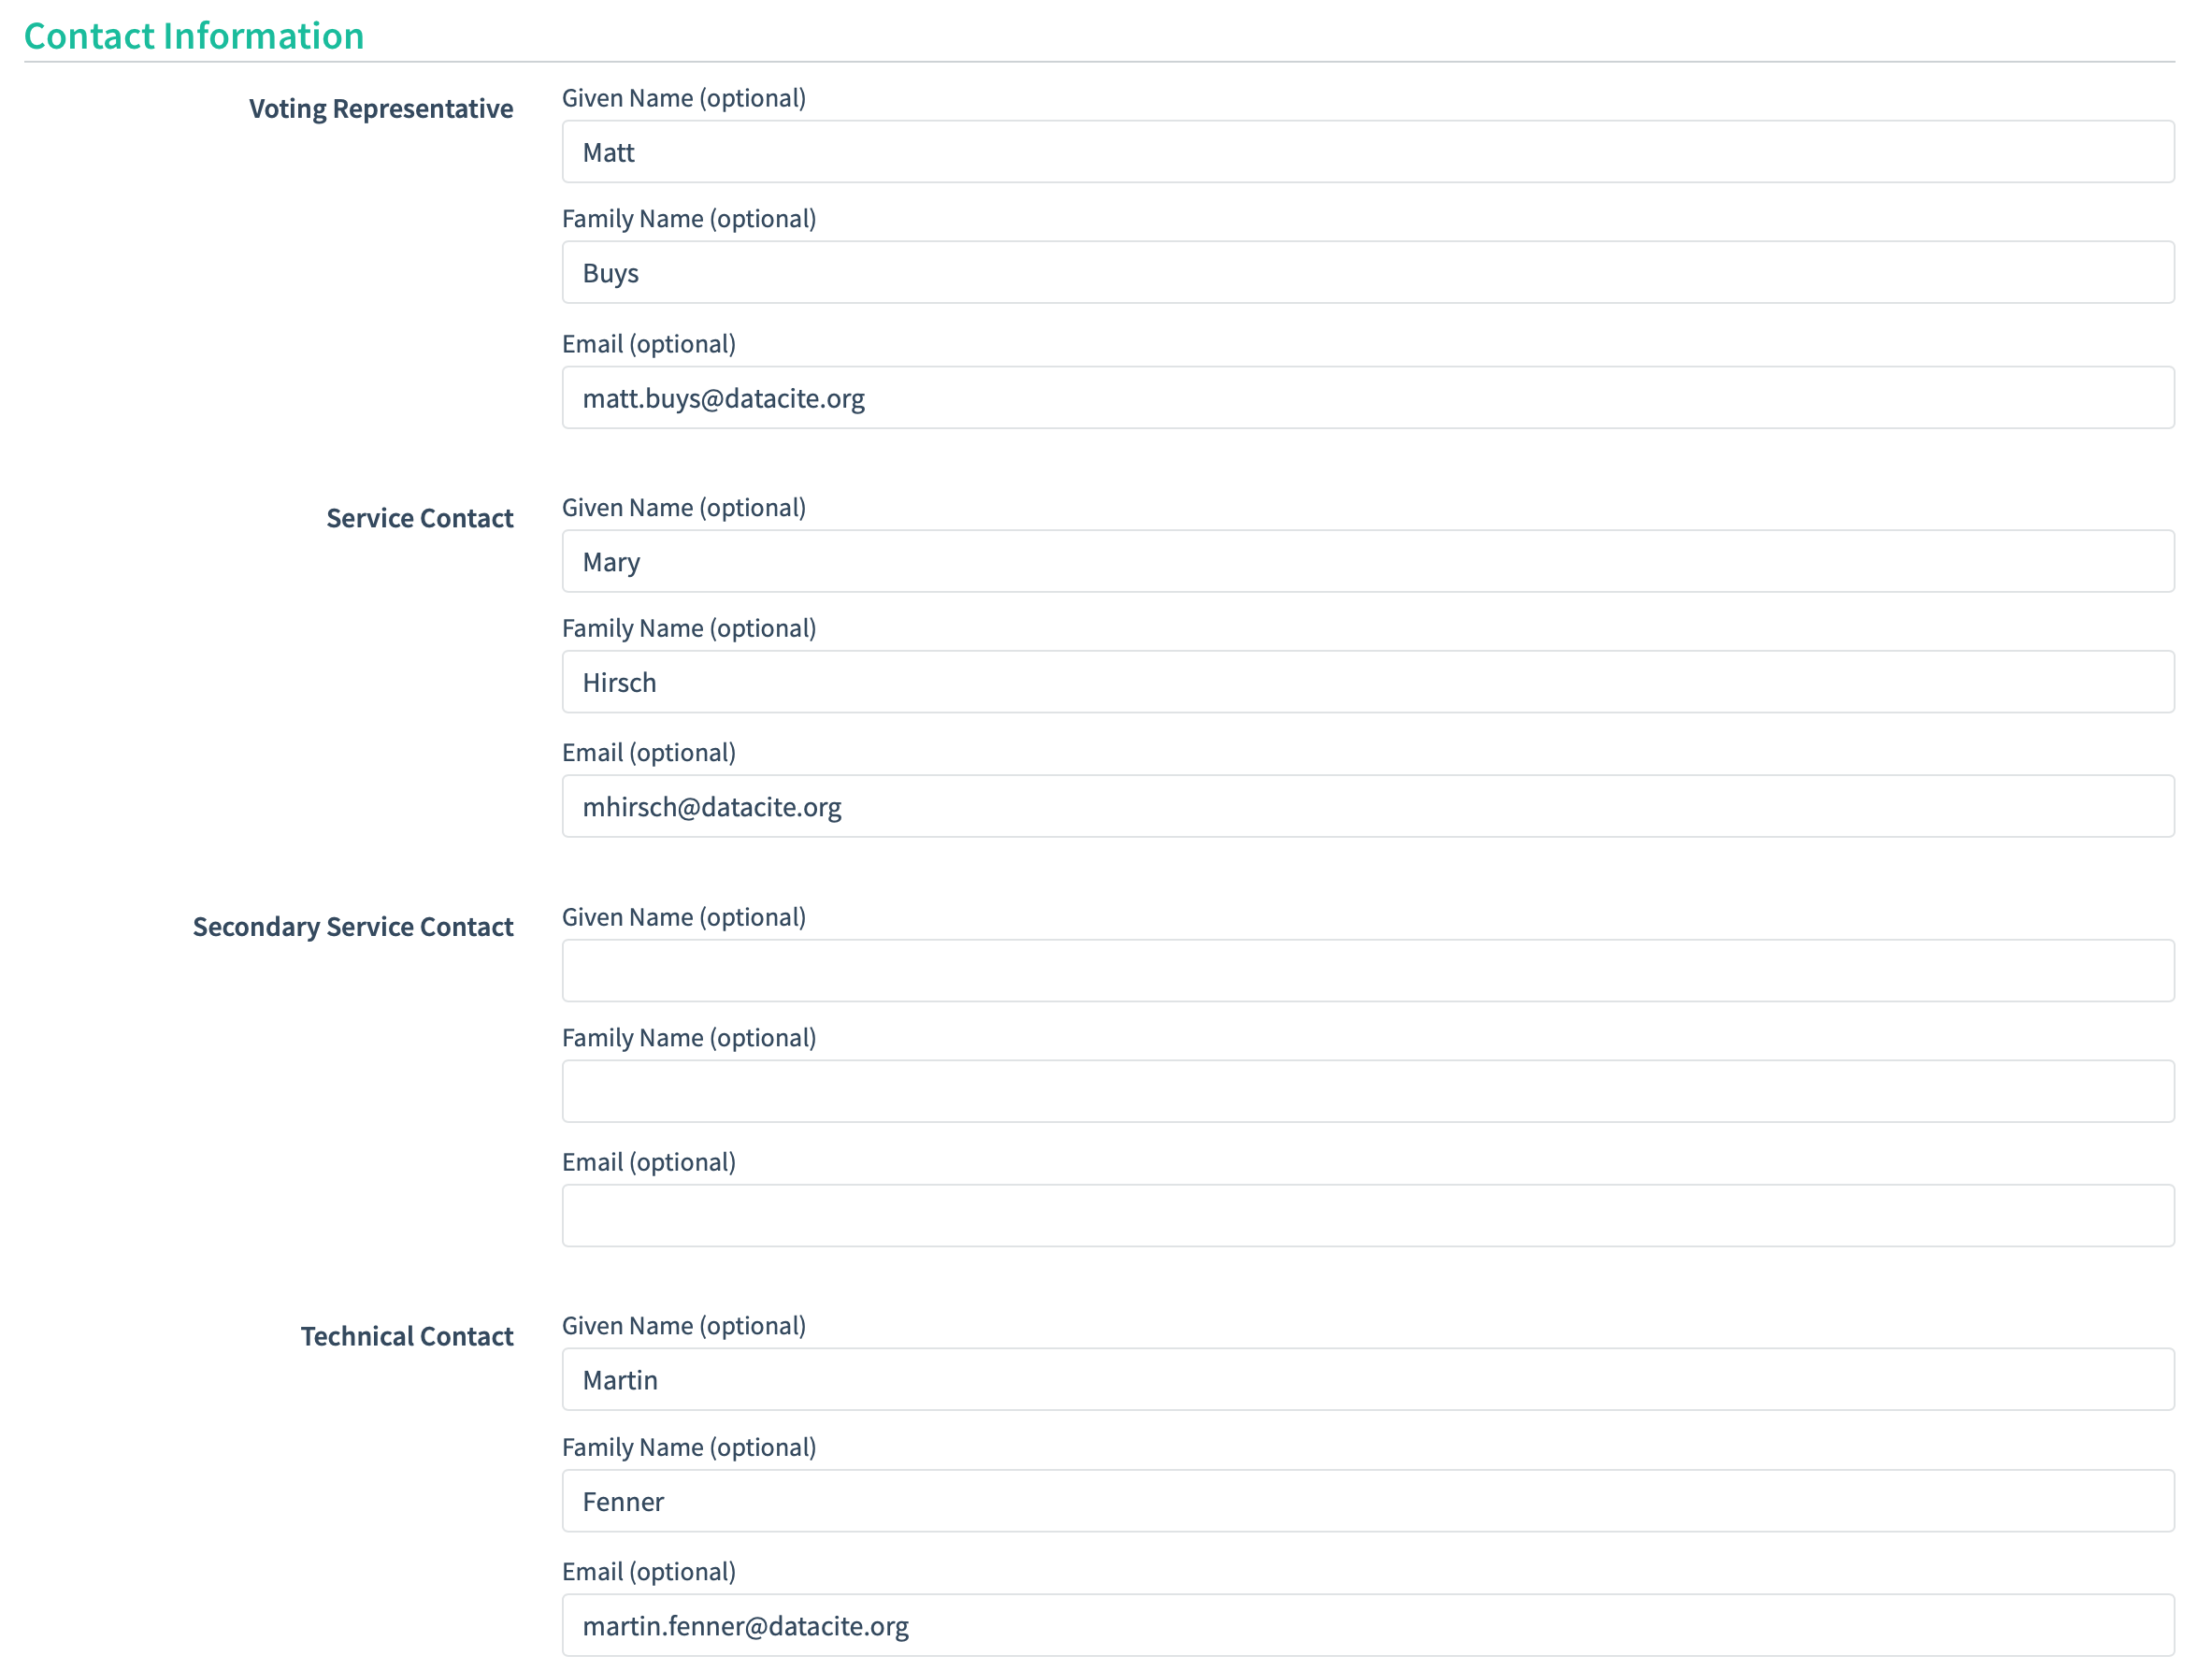 Contact Information
Voting Representative
Given Name (optional)
Matt
Family Name (optional)
Buys
Email (optional)
matt.buys@datacite.org
Service Contact
Given Name (optional)
Mary
Family Name (optional)
Hirsch
Email (optional)
mhirsch@datacite.org
Secondary Service Contact
Given Name (optional)
Family Name (optional)
Email (optional)
Technical Contact
Given Name (optional)
Martin
Family Name (optional)
Fenner
Email (optional)
martin.fenner@datacite.org